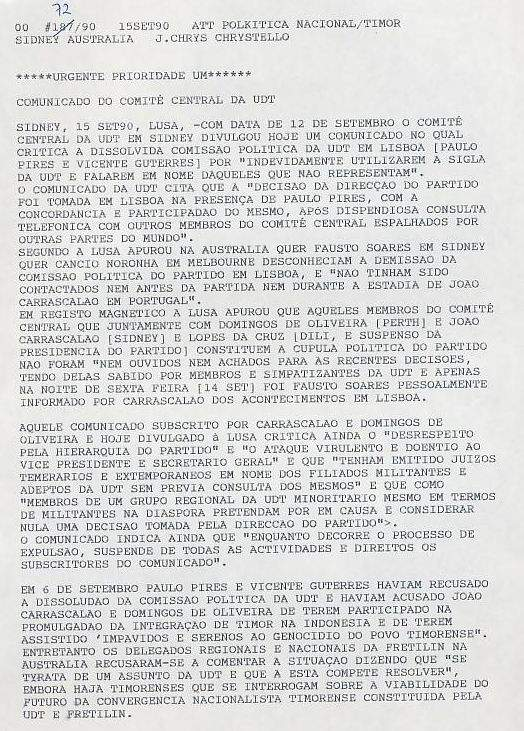 72
00 #187/90 15SET90 ATT POLKITICA NACIONAL/TIMOR
SIDNEY AUSTRALIA J.CHRYS CHRYSTELLO
*****URGENTE PRIORIDADE UM******
COMUNICADO DO COMITÉ CENTRAL DA UDT
SIDNEY, 15 SET90, LUSA, -COM DATA DE 12 DE SETEMBRO O COMITÉ
CENTRAL DA UDT EM SIDNEY DIVULGOU HOJE UM COMUNICADO NO QUAL
CRITICA A DISSOLVIDA COMISSAO POLITICA DA UDT EM LISBOA [PAULO
PIRES E VICENTE GUTERRES] POR "INDEVIDAMENTE UTILIZAREM A SIGLA
DA UDT E FALAREM EM NOME DAQUELES QUE NAO REPRESENTAM".
O COMUNICADO DA UDT CITA QUE A "DECISAO DA DIRECÇAO DO PARTIDO
FOI TOMADA EM LISBOA NA PRESENÇA DE PAULO PIRES, COM A
CONCORDANCIA E PARTICIPADAO DO MESMO, APóS DISPENDIOSA CONSULTA
TELEFONICA COM OUTROS MEMBROS DO COMITÉ CENTRAL ESPALHADOS POR
OUTRAS PARTES DO MUNDO".
SEGUNDO A LUSA APUROU NA AUSTRALIA QUER FAUSTO SOARES EM SIDNEY
QUER CANCIO NORONHA EM MELBOURNE DESCONHECIAM A DEMISSAO DA
COMISSAO POLITICA DO PARTIDO EM LISBOA, E "NAO TINHAM SIDO
CONTACTADOS NEM ANTES DA PARTIDA NEM DURANTE A ESTADIA DE JOAO
CARRASCALAO EM PORTUGAL".
EM REGISTO MAGNETICO A LUSA APUROU QUE AQUELES MEMBROS DO COMITÉ
CENTRAL QUE JUNTAMENTE COM DOMINGOS DE OLIVEIRA [PERTH] E JOAO
CARRASCALAO [SIDNEY] E LOPES DA CRUZ [DILI, E SUSPENSO DA
PRESIDENCIA DO PARTIDO] CONSTITUEM A CUPULA POLITICA DO PARTIDO
NAO FORAM "NEM OUVIDOS NEM ACHADOS PARA AS RECENTES DECISOES,
TENDO DELAS SABIDO POR MEMBROS E SIMPATIZANTES DA UDT E APENAS
NA NOITE DE SEXTA FEIRA [14 SET] FOI FAUSTO SOARES PESSOALMENTE
INFORMADO POR CARRASCALAO DOS ACONTECIMENTOS EM LISBOA.
AQUELE COMUNICADO SUBSCRITO POR CARRASCALAO E DOMINGOS DE
OLIVEIRA E HOJE DIVULGADO à LUSA CRITICA AINDA O "DESRESPEITO
PELA HIERARQUIA DO PARTIDO" E "O ATAQUE VIRULENTO E DOENTIO AO
VICE PRESIDENTE E SECRETARIO GERAL" E QUE "TENHAM EMITIDO JUIZOS
TEMERARIOS E EXTEMPORANEOS EM NOME DOS FILIADOS MILITANTES E
ADEPTOS DA UDT SEM PREVIA CONSULTA DOS MESMOS" E QUE COMO
"MEMBROS DE UM GRUPO REGIONAL DA UDT MINORITARIO MESMO EM TERMOS
DE MILITANTES NA DIASPORA PRETENDAM POR EM CAUSA E CONSIDERAR
NULA UMA DECISAO TOMADA PELA DIRECCAO DO PARTIDO">.
O COMUNICADO INDICA AINDA QUE "ENQUANTO DECORRE O PROCESSO DE
EXPULSÃO, SUSPENDE DE TODAS AS ACTIVIDADES E DIREITOS OS
SUBSCRITORES DO COMUNICADO".
EM 6 DE SETEMBRO PAULO PIRES E VICENTE GUTERRES HAVIAM RECUSADO
A DISSOLUDAO DA COMISSAO POLITICA DA UDT E HAVIAM ACUSADO JOAO
CARRASCALAO E DOMINGOS DE OLIVEIRA DE TEREM PARTICIPADO NA
PROMULGADAO DA INTEGRAÇAO DE TIMOR NA INDONESIA E DE TEREM
ASSISTIDO 'IMPAVIDOS E SERENOS AO GENOCIDIO DO POVO TIMORENSE".
ENTRETANTO OS DELEGADOS REGIONAIS E NACIONAIS DA FRETILIN NA
AUSTRALIA RECUSARAM-SE A COMENTAR A SITUAÇAO DIZENDO QUE "SE
TYRATA DE UM ASSUNTO DA UDT E QUE A ESTA COMPETE RESOLVER",
EMBORA HAJA TIMORENSES QUE SE INTERROGAM SOBRE A VIABILIDADE DO
FUTURO DA CONVERGENCIA NACIONALISTA TIMORENSE CONSTITUIDA PELA
UDT E FRETILIN.